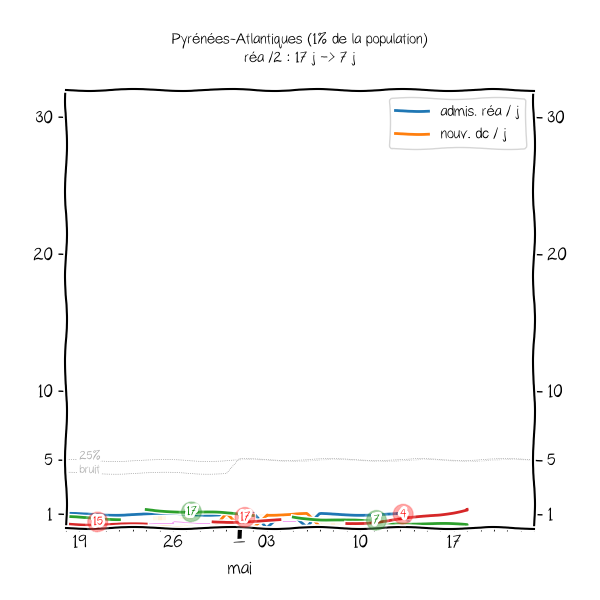 Pyrénées-Atlantiques (1% de la population)
réa /2 : 17 j -> 7 j
admis. réa / j
nouv. dc / j
30 30
20 20
10 10
5 5
25%
bruit
1 1
15 17 17 7 4
19 26 03 10 17
mai